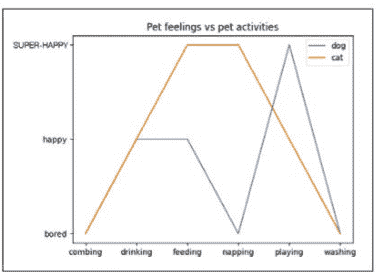 Pet feelings vs pet activities
SUPER-HAPPY
happy
bored
dog
cat
combing drinking feeding napping playing washing